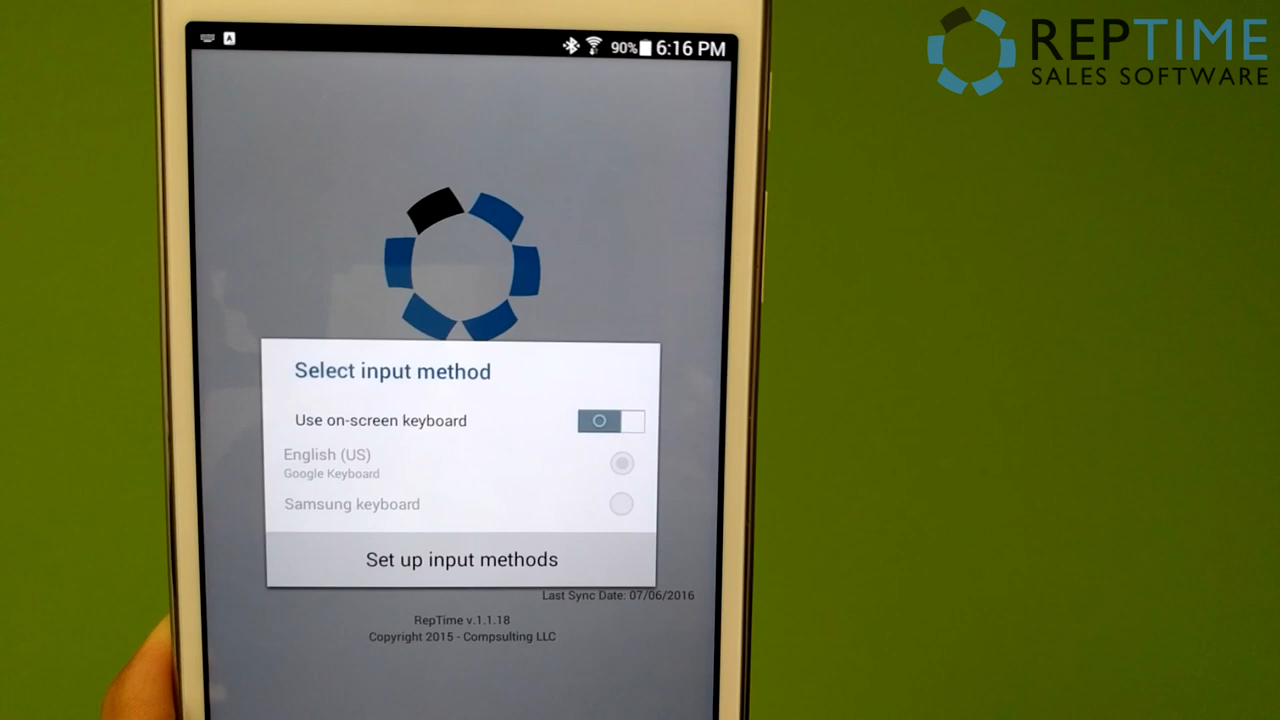 REPTIME
SALES SOFTWARE
90% 6:16 PM
Select input method
Use on-screen keyboard
English (US)
Google Keyboard
Samsung keyboard
Set up input methods
Last Sync Date: 07/06/2016
RepTime v.1.1.18
Copyright 2015 - Compsulting LLC